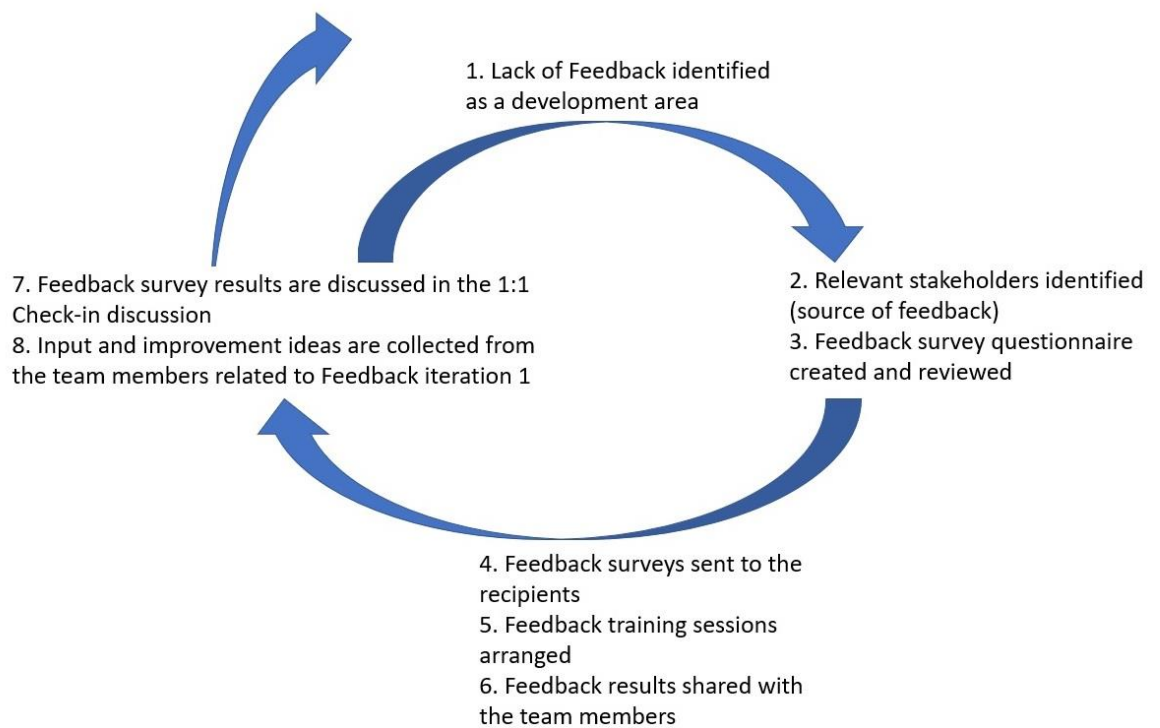 1. Lack of Feedback identified
as a development area
2. Relevant stakeholders identified
(source of feedback)
3. Feedback survey questionnaire
created and reviewed
4. Feedback surveys sent to the
recipients
5. Feedback training sessions
arranged
6. Feedback results shared with
the team members
7. Feedback survey results are discussed in the 1:1
Check-in discussion
8. Input and improvement ideas are collected from
the team members related to Feedback iteration 1